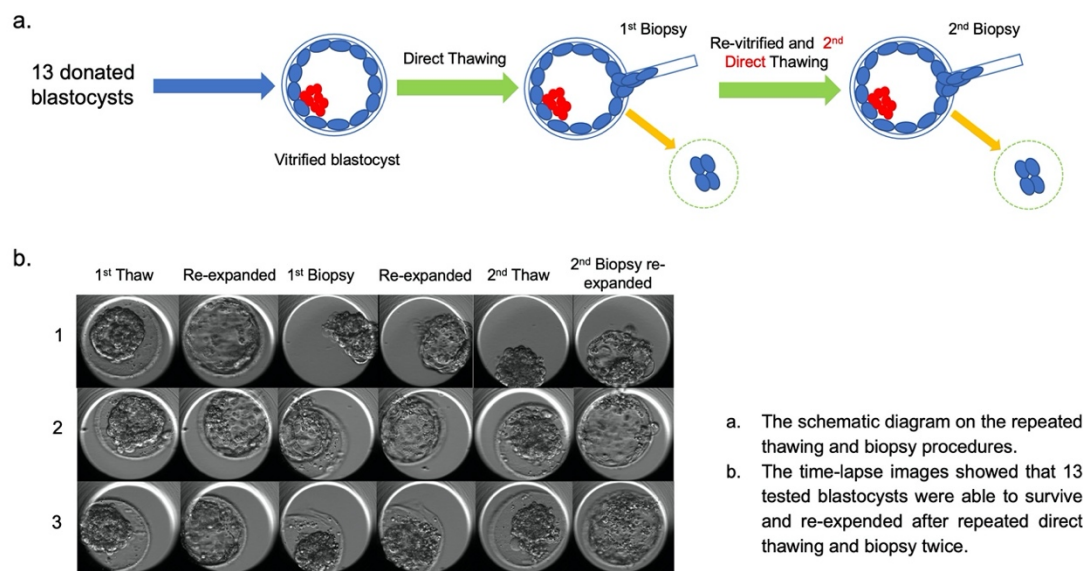 a.
13 donated
blastocysts
Vitrified blastocyst
Direct Thawing
1st Biopsy
Re-vitrified and 2nd
Direct Thawing
2nd Biopsy
b.
1st Thaw
Re-expanded
1st Biopsy
Re-expanded
2nd Thaw
2nd Biopsy re-
expanded
1
2
3
a. The schematic diagram on the repeated
thawing and biopsy procedures.
b. The time-lapse images showed that 13
tested blastocysts were able to survive
and re-expended after repeated direct
thawing and biopsy twice.